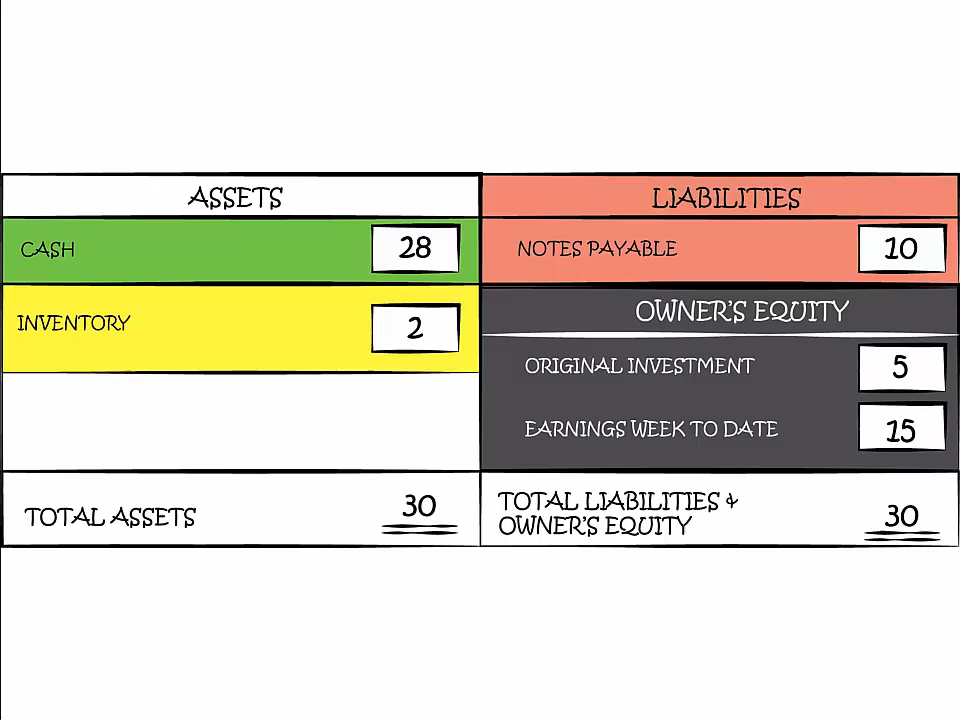 ASSETS
CASH 28
INVENTORY 2
TOTAL ASSETS 30
LIABILITIES
NOTES PAYABLE 10
OWNER'S EQUITY
ORIGINAL INVESTMENT 5
EARNINGS WEEK TO DATE 15
TOTAL LIABILITIES &
OWNER'S EQUITY 30